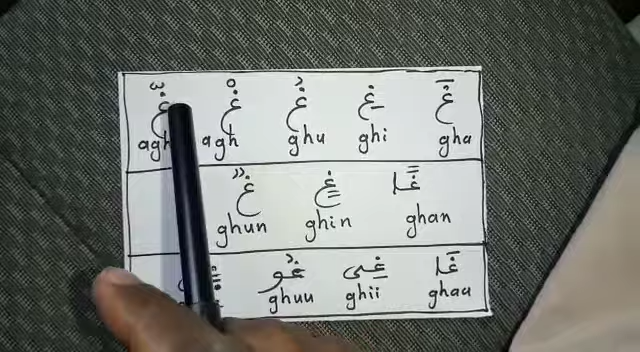 غَ غِ غُ غْ غّ
agh agh ghu ghi gha
غًا غٍ غٌ
ghun ghin ghan
غَا غِى غُو
ghuu ghii ghaa